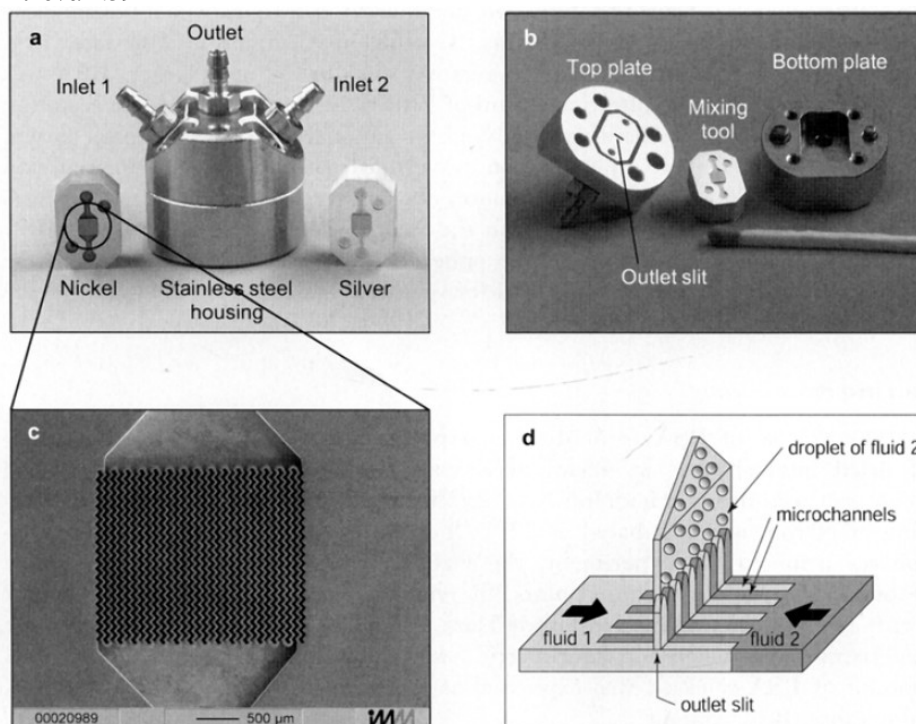 a
Outlet
Inlet 1
Inlet 2
Nickel
Stainless steel
housing
Silver
b
Top plate
Mixing
tool
Bottom plate
Outlet slit
c
00020989
500 µm
imm
d
droplet of fluid 2
microchannels
fluid 1
fluid 2
outlet slit